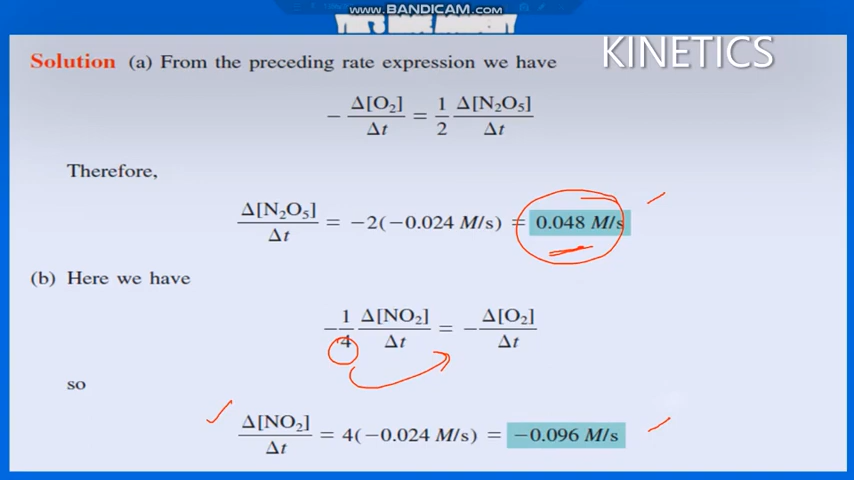 www.BANDICAM.com
KINETICS
Solution (a) From the preceding rate expression we have
− Δ[O₂]/Δt = 1/2 Δ[N₂O₅]/Δt
Therefore,
Δ[N₂O₅]/Δt = −2(−0.024 M/s) = 0.048 M/s
(b) Here we have
−1/4 Δ[NO₂]/Δt = − Δ[O₂]/Δt
so
Δ[NO₂]/Δt = 4(−0.024 M/s) = −0.096 M/s